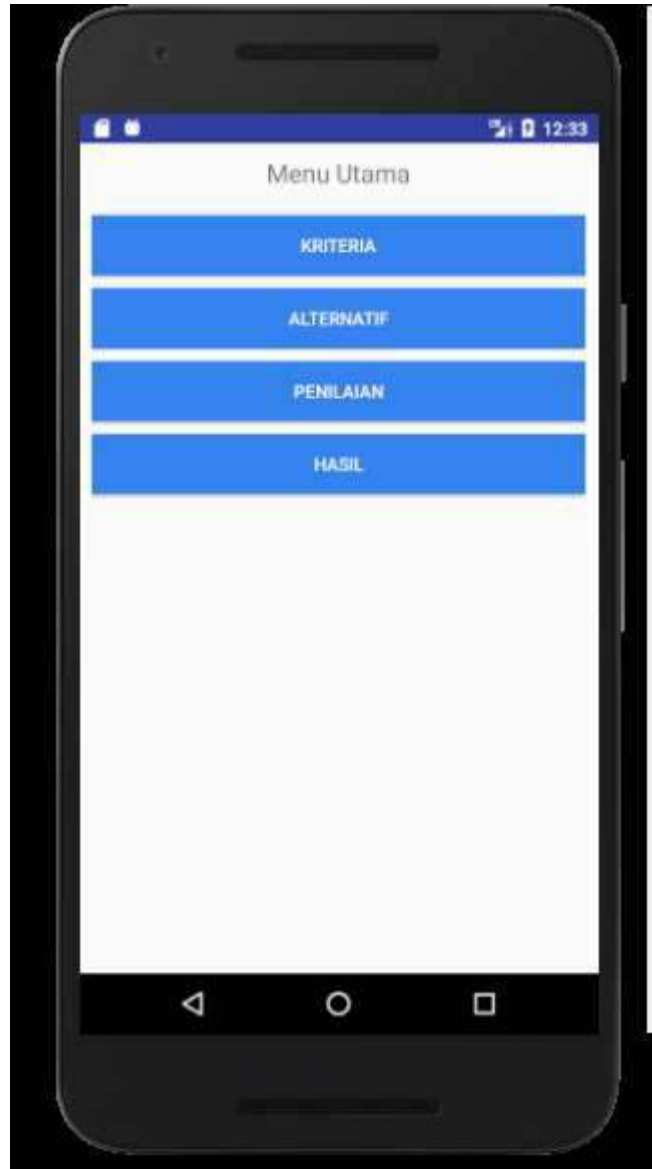 12:33
Menu Utama
KRITERIA
ALTERNATIF
PENILAIAN
HASIL